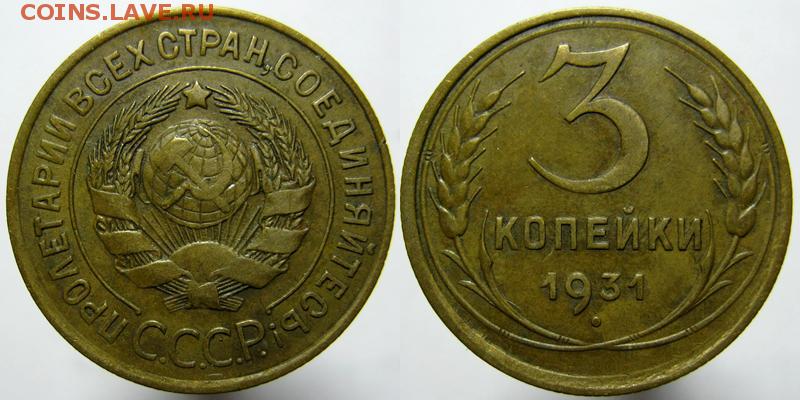 COINS.LAVE.RU
ПРОЛЕТАРИИ ВСЕХ СТРАН, СОЕДИНЯЙТЕСЬ!
С.С.С.Р.
3
КОПЕЙКИ
1931